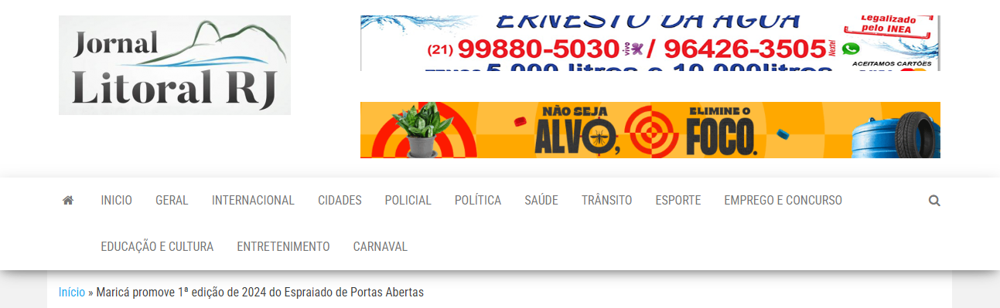 Jornal
Litoral RJ
ERNESTO DA AGUA
Legalizado
pelo INEA
(21) 99880-5030 vivo / 96426-3505 Nextel
ACEITAMOS CARTÕES
5.000 litros e 10.000litros
NÃO SEJA
ALVO,
ELIMINE O
FOCO.
INICIO GERAL INTERNACIONAL CIDADES POLICIAL POLÍTICA SAÚDE TRÂNSITO ESPORTE EMPREGO E CONCURSO
EDUCAÇÃO E CULTURA ENTRETENIMENTO CARNAVAL
Início » Maricá promove 1ª edição de 2024 do Espraiado de Portas Abertas